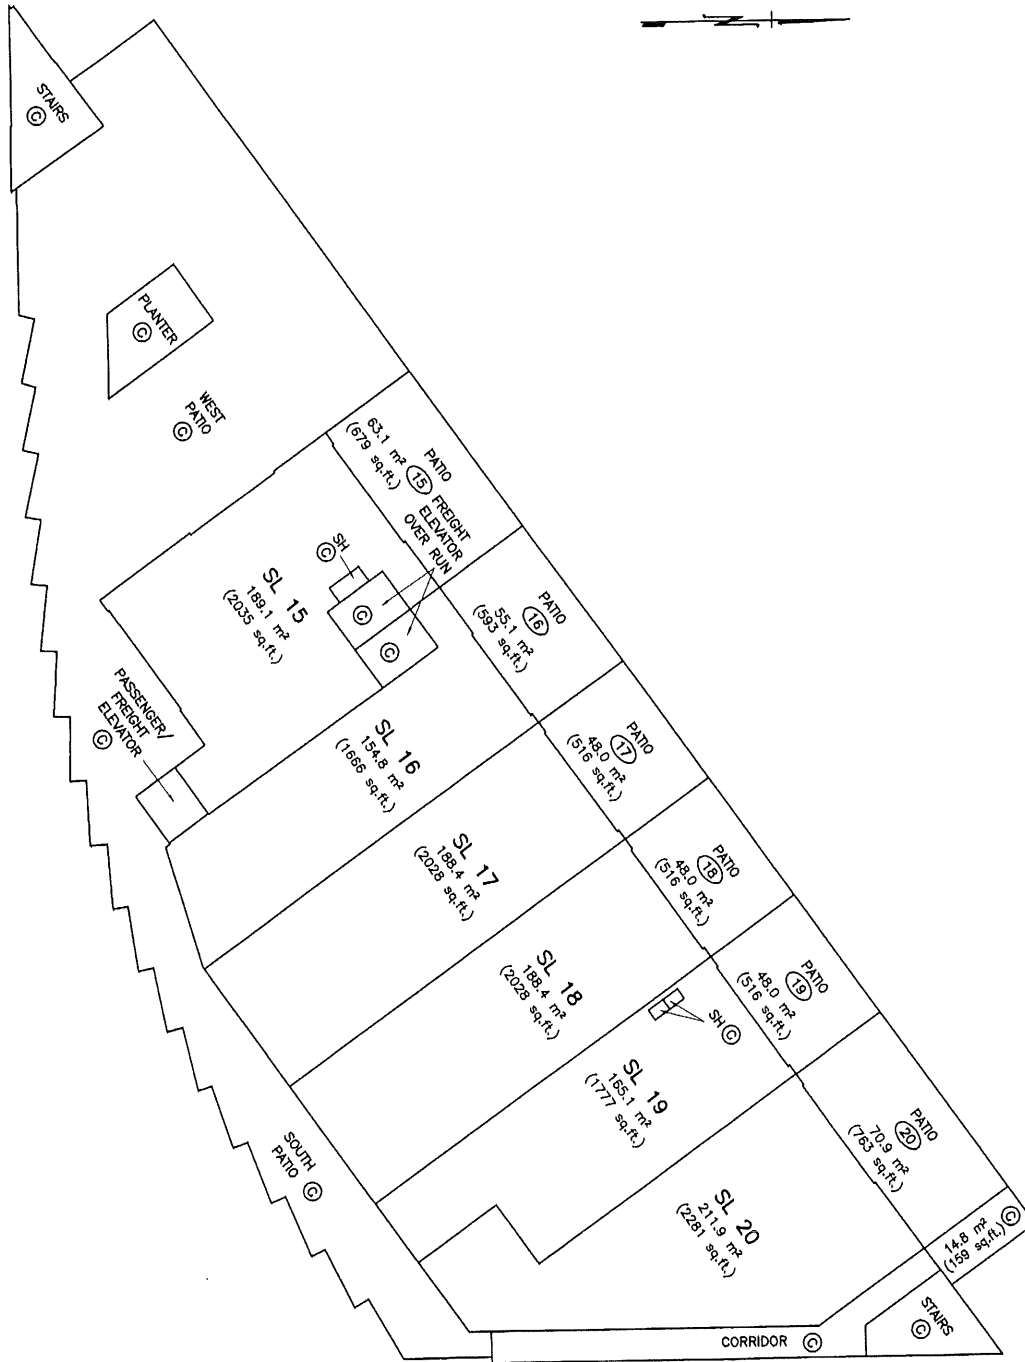 STAIRS
Ⓒ
PLANTER
Ⓒ
WEST
PATIO
Ⓒ
PATIO
15
63.1 m²
(679 sq.ft.)
FREIGHT
ELEVATOR
OVER RUN
SH
Ⓒ
Ⓒ
Ⓒ
SL 15
189.1 m²
(2035 sq.ft.)
PATIO
16
55.1 m²
(593 sq.ft.)
PASSENGER/
FREIGHT
ELEVATOR
Ⓒ
SL 16
154.8 m²
(1666 sq.ft.)
PATIO
17
48.0 m²
(516 sq.ft.)
SL 17
188.4 m²
(2028 sq.ft.)
PATIO
18
48.0 m²
(516 sq.ft.)
SL 18
188.4 m²
(2028 sq.ft.)
PATIO
19
48.0 m²
(516 sq.ft.)
SH Ⓒ
SL 19
165.1 m²
(1777 sq.ft.)
PATIO
20
70.9 m²
(763 sq.ft.)
SOUTH
PATIO Ⓒ
SL 20
211.9 m²
(2281 sq.ft.)
Ⓒ
14.8 m²
(159 sq.ft.)
STAIRS
Ⓒ
CORRIDOR Ⓒ